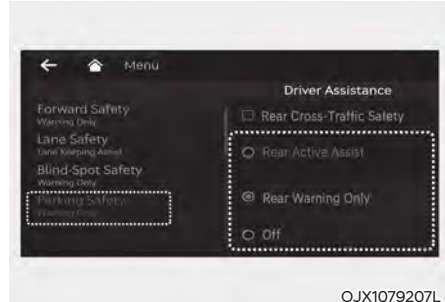 Menu
Driver Assistance
Forward Safety
Warning Only
Lane Safety
Lane Keeping Assist
Blind-Spot Safety
Warning Only
Parking Safety
Warning Only
Rear Cross-Traffic Safety
Rear Active Assist
Rear Warning Only
Off
OJX1079207L